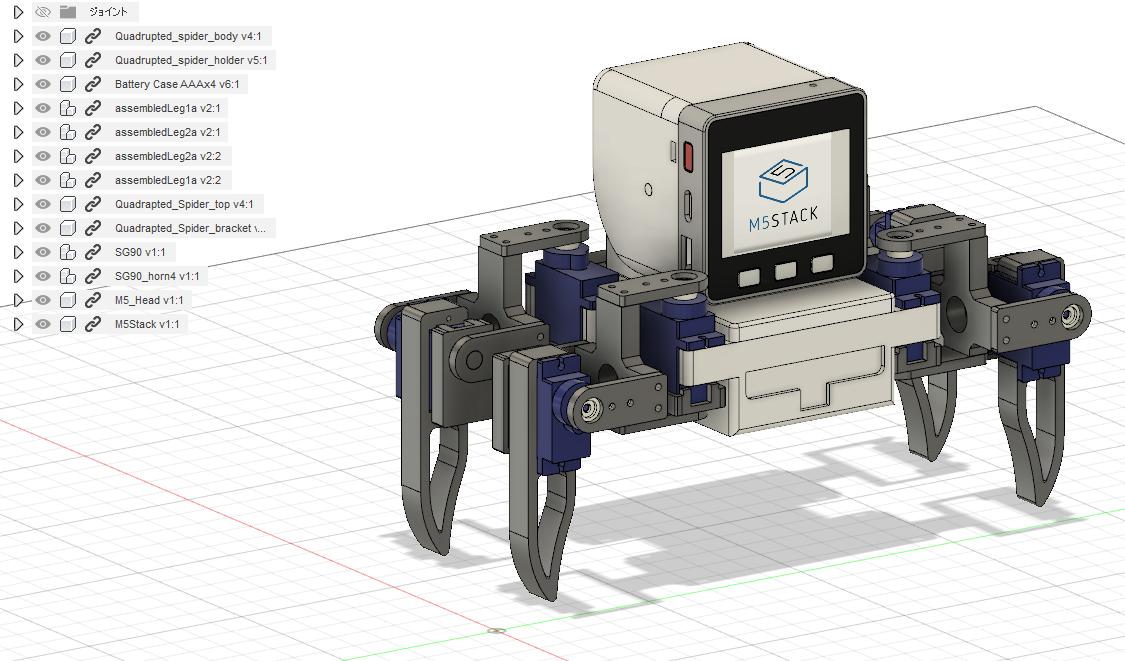 ジョイント
Quadrupted_spider_body v4:1
Quadrupted_spider_holder v5:1
Battery Case AAAx4 v6:1
assembledLeg1a v2:1
assembledLeg2a v2:1
assembledLeg2a v2:2
assembledLeg1a v2:2
Quadrapted_Spider_top v4:1
Quadrapted_Spider_bracket v...
SG90 v1:1
SG90_horn4 v1:1
M5_Head v1:1
M5Stack v1:1
5
M5STACK